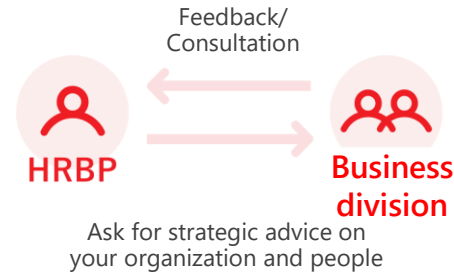 Feedback/
Consultation
HRBP
Business
division
Ask for strategic advice on
your organization and people